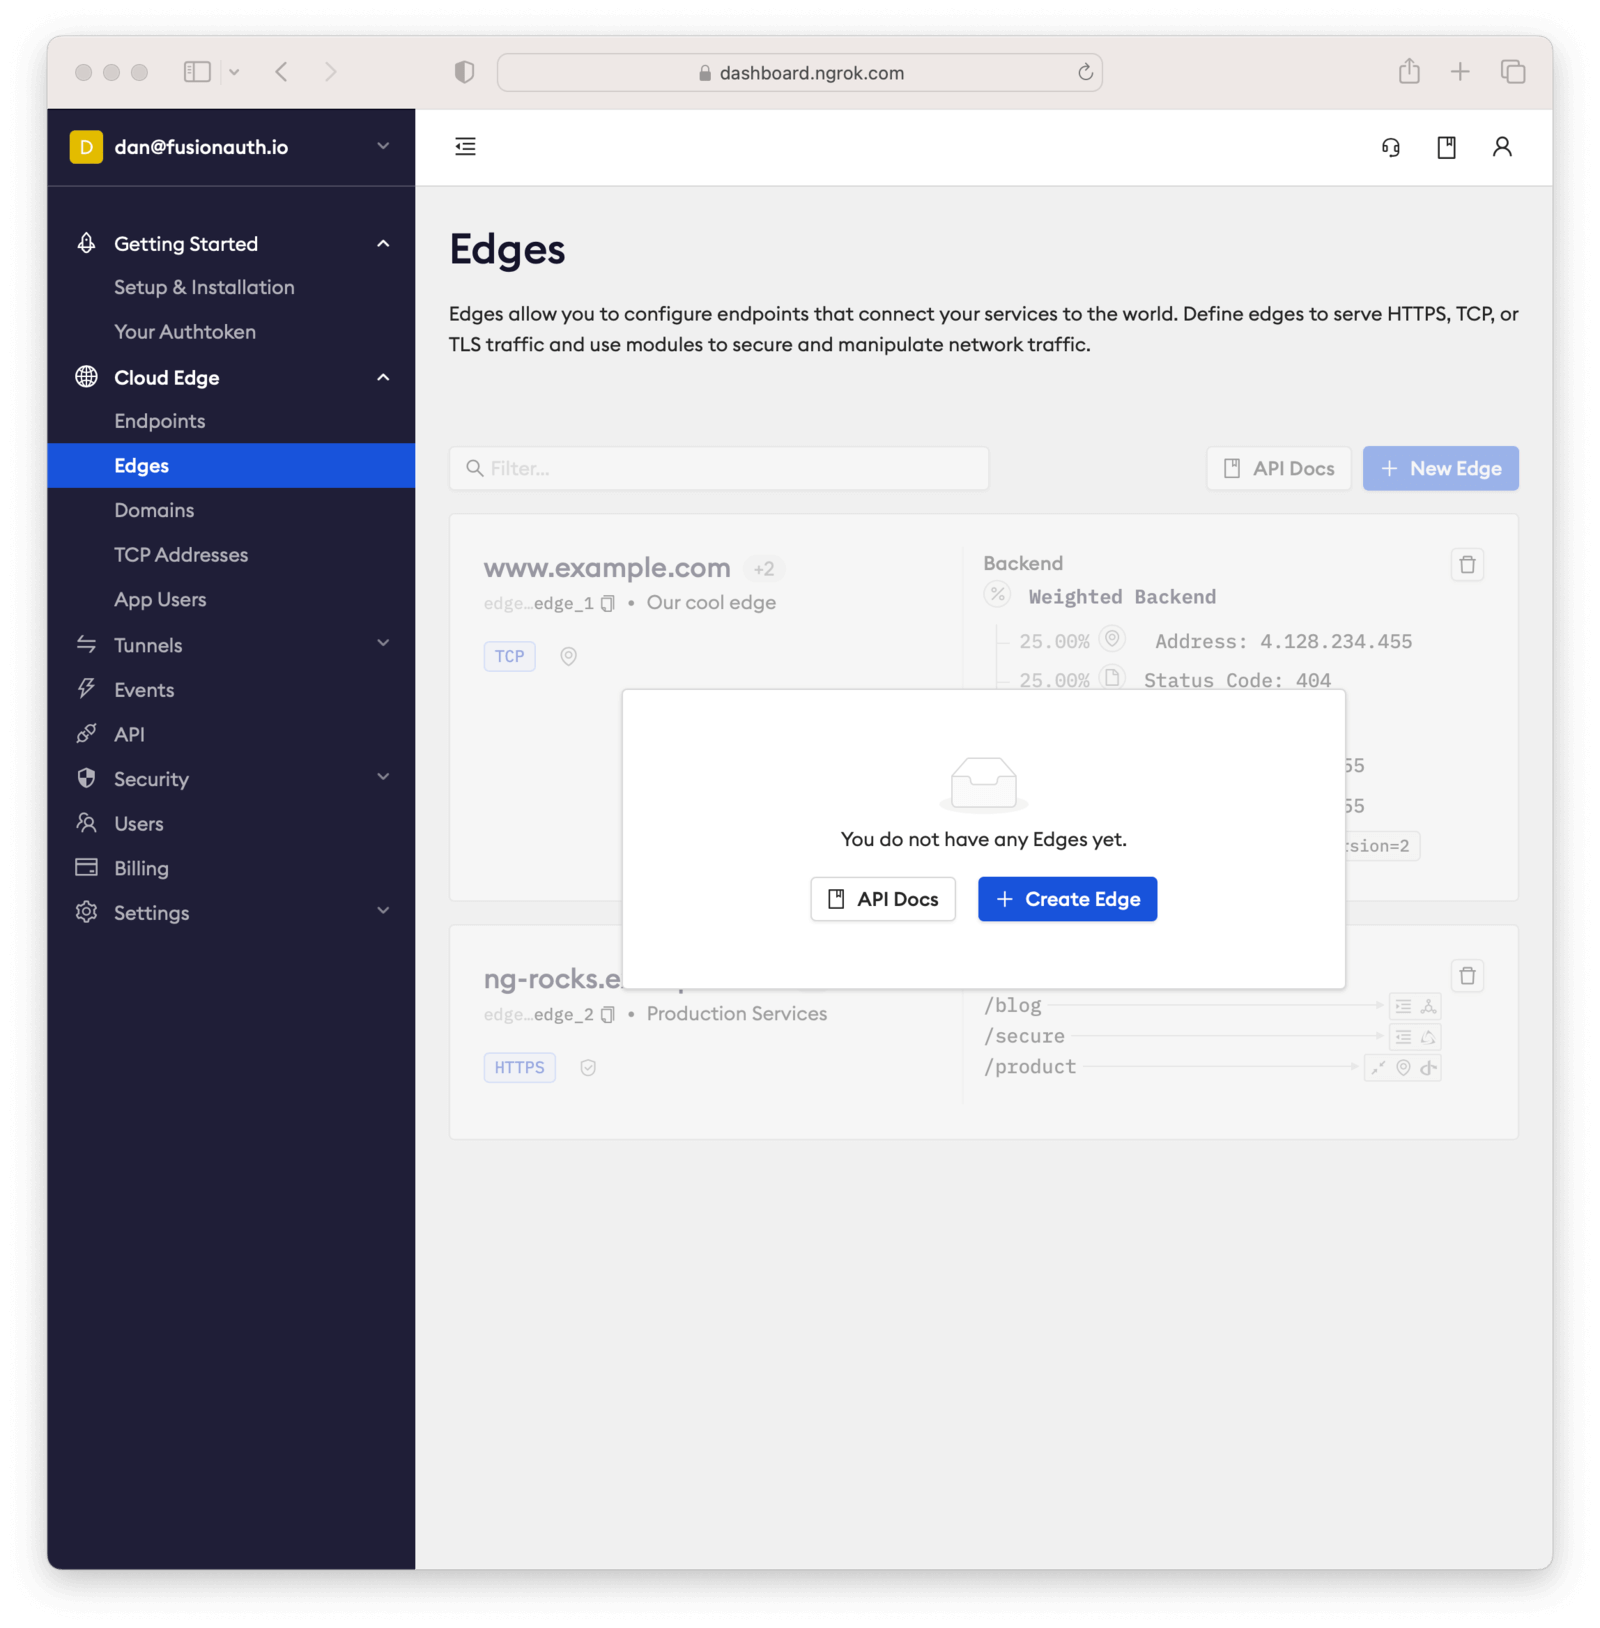 dashboard.ngrok.com
D dan@fusionauth.io
Getting Started
Setup & Installation
Your Authtoken
Cloud Edge
Endpoints
Edges
Domains
TCP Addresses
App Users
Tunnels
Events
API
Security
Users
Billing
Settings
Edges
Edges allow you to configure endpoints that connect your services to the world. Define edges to serve HTTPS, TCP, or
TLS traffic and use modules to secure and manipulate network traffic.
Filter...
API Docs
+ New Edge
www.example.com +2
edge…edge_1 • Our cool edge
TCP
Backend
% Weighted Backend
25.00% Address: 4.128.234.455
25.00% Status Code: 404
55
55
rsion=2
You do not have any Edges yet.
API Docs
+ Create Edge
ng-rocks.e
edge…edge_2 • Production Services
HTTPS
/blog
/secure
/product